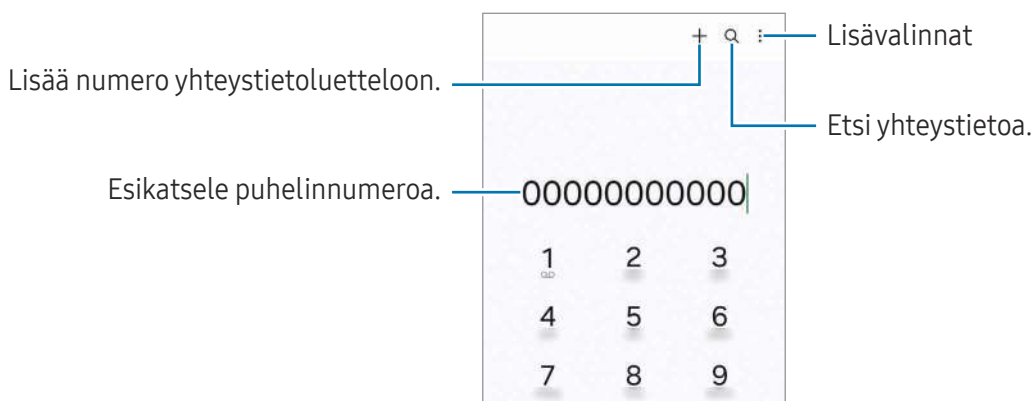 Lisävalinnat
Lisää numero yhteystietoluetteloon.
Etsi yhteystietoa.
Esikatsele puhelinnumeroa.
00000000000
1 2 3
4 5 6
7 8 9